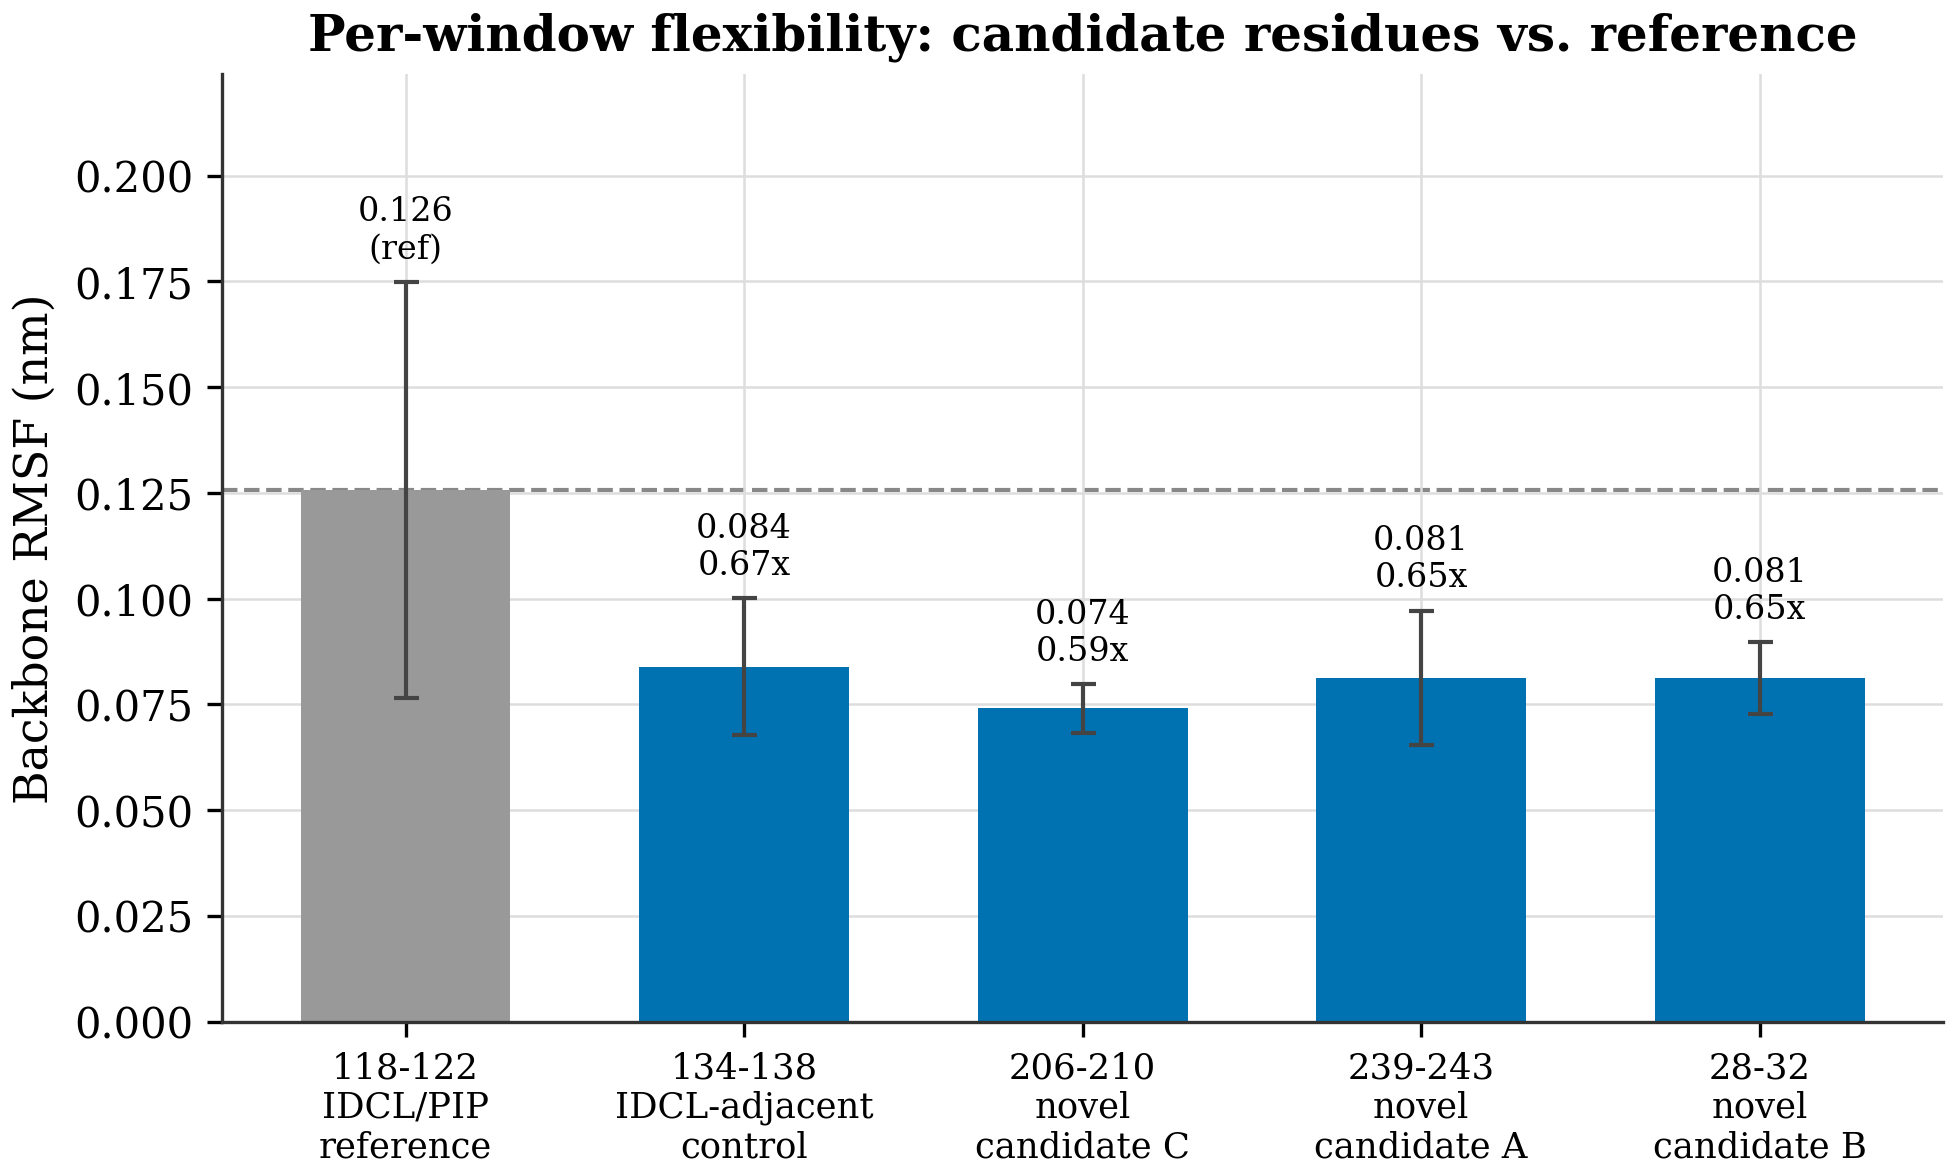 Per-window flexibility: candidate residues vs. reference
Backbone RMSF (nm)
0.200
0.175
0.150
0.125
0.100
0.075
0.050
0.025
0.000
0.126
(ref)
0.084
0.67x
0.074
0.59x
0.081
0.65x
0.081
0.65x
118-122
IDCL/PIP
reference
134-138
IDCL-adjacent
control
206-210
novel
candidate C
239-243
novel
candidate A
28-32
novel
candidate B